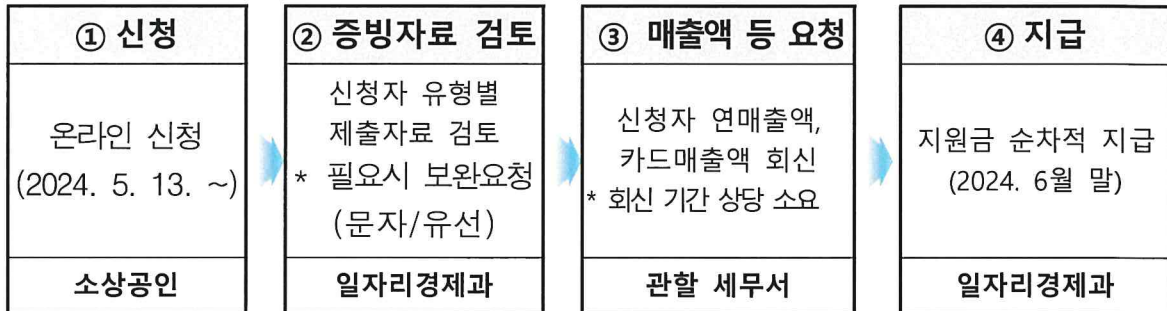 ① 신청
온라인 신청
(2024. 5. 13. ~)
소상공인
② 증빙자료 검토
신청자 유형별
제출자료 검토
* 필요시 보완요청
(문자/유선)
일자리경제과
③ 매출액 등 요청
신청자 연매출액,
카드매출액 회신
* 회신 기간 상당 소요
관할 세무서
④ 지급
지원금 순차적 지급
(2024. 6월 말)
일자리경제과